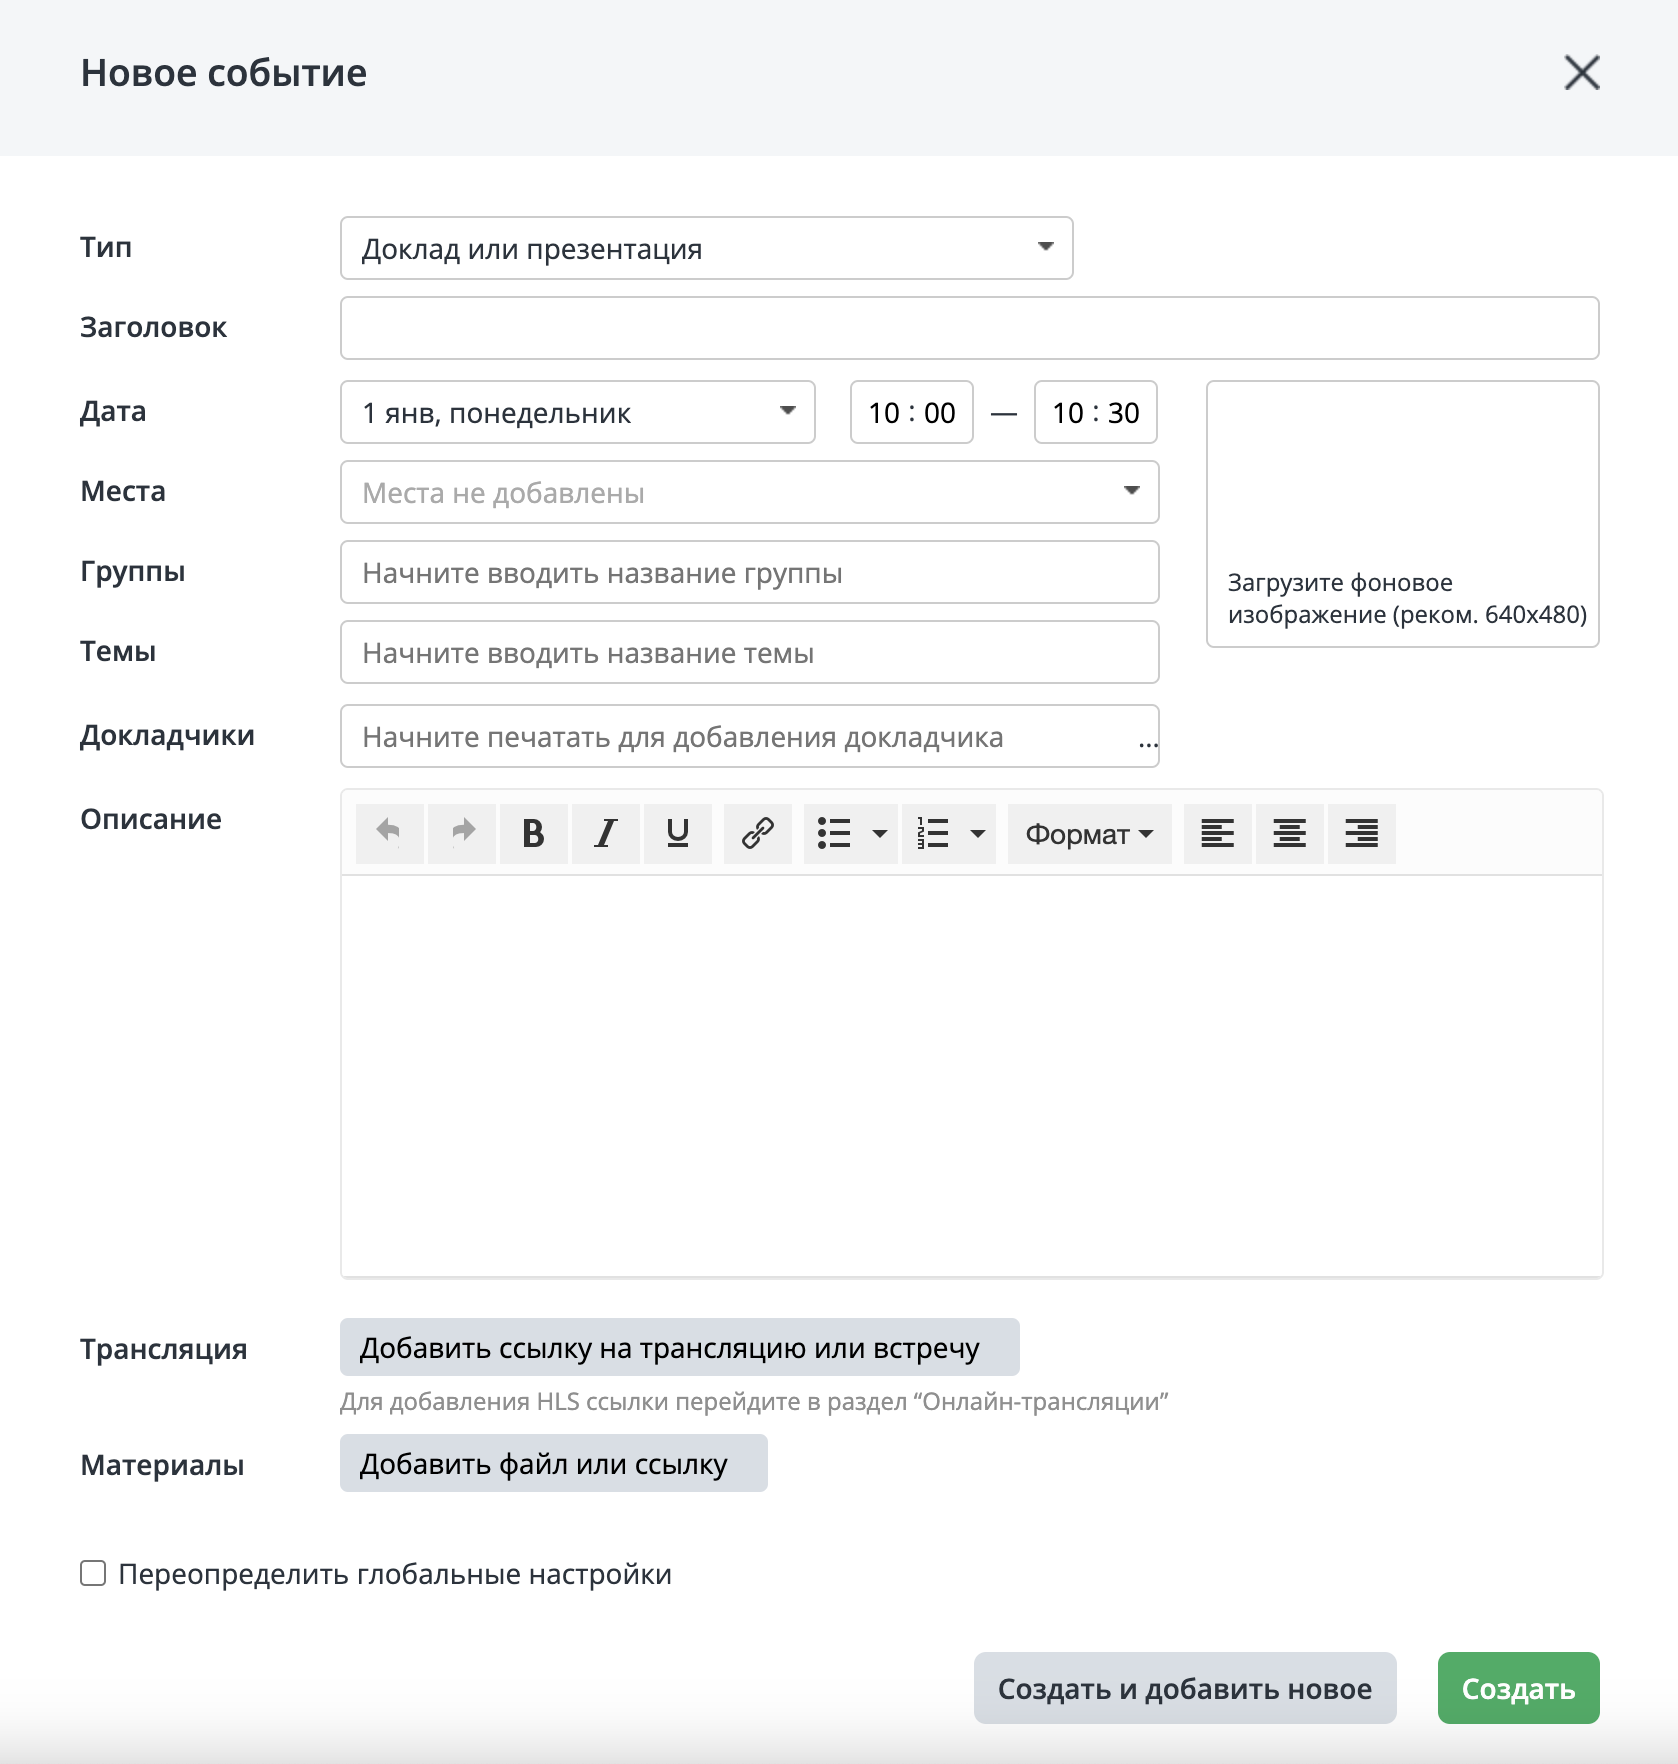 Новое событие
Тип
Доклад или презентация
Заголовок
Дата
1 янв, понедельник
10 : 00 — 10 : 30
Места
Места не добавлены
Группы
Начните вводить название группы
Загрузите фоновое
изображение (реком. 640x480)
Темы
Начните вводить название темы
Докладчики
Начните печатать для добавления докладчика ...
Описание
B I U
Формат
Трансляция
Добавить ссылку на трансляцию или встречу
Для добавления HLS ссылки перейдите в раздел “Онлайн-трансляции”
Материалы
Добавить файл или ссылку
Переопределить глобальные настройки
Создать и добавить новое
Создать